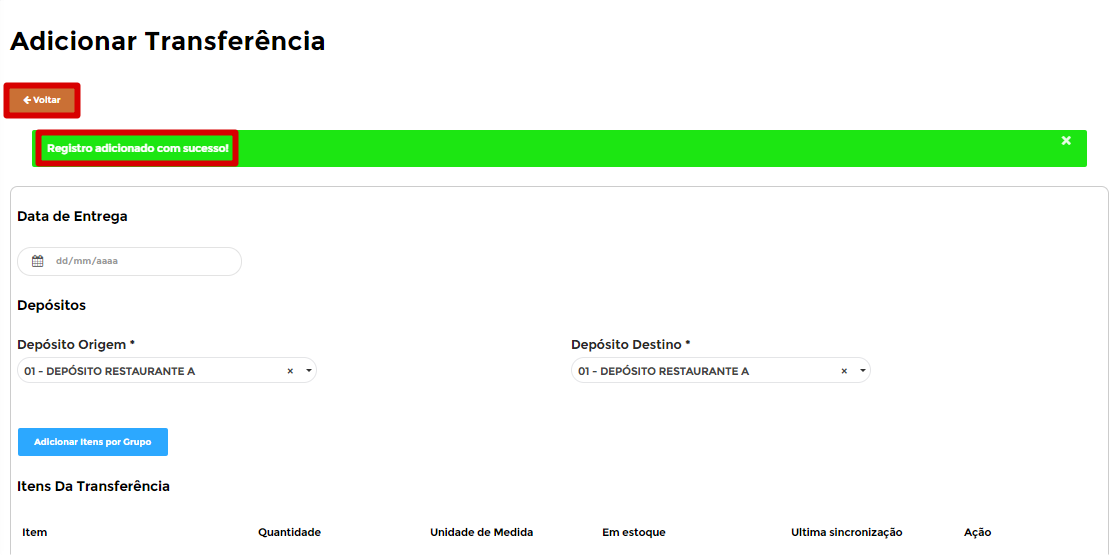 Adicionar Transferência
Voltar
Registro adicionado com sucesso!
×
Data de Entrega
dd/mm/aaaa
Depósitos
Depósito Origem * Depósito Destino *
01 - DEPÓSITO RESTAURANTE A × 01 - DEPÓSITO RESTAURANTE A ×
Adicionar Itens por Grupo
Itens Da Transferência
Item Quantidade Unidade de Medida Em estoque Ultima sincronização Ação